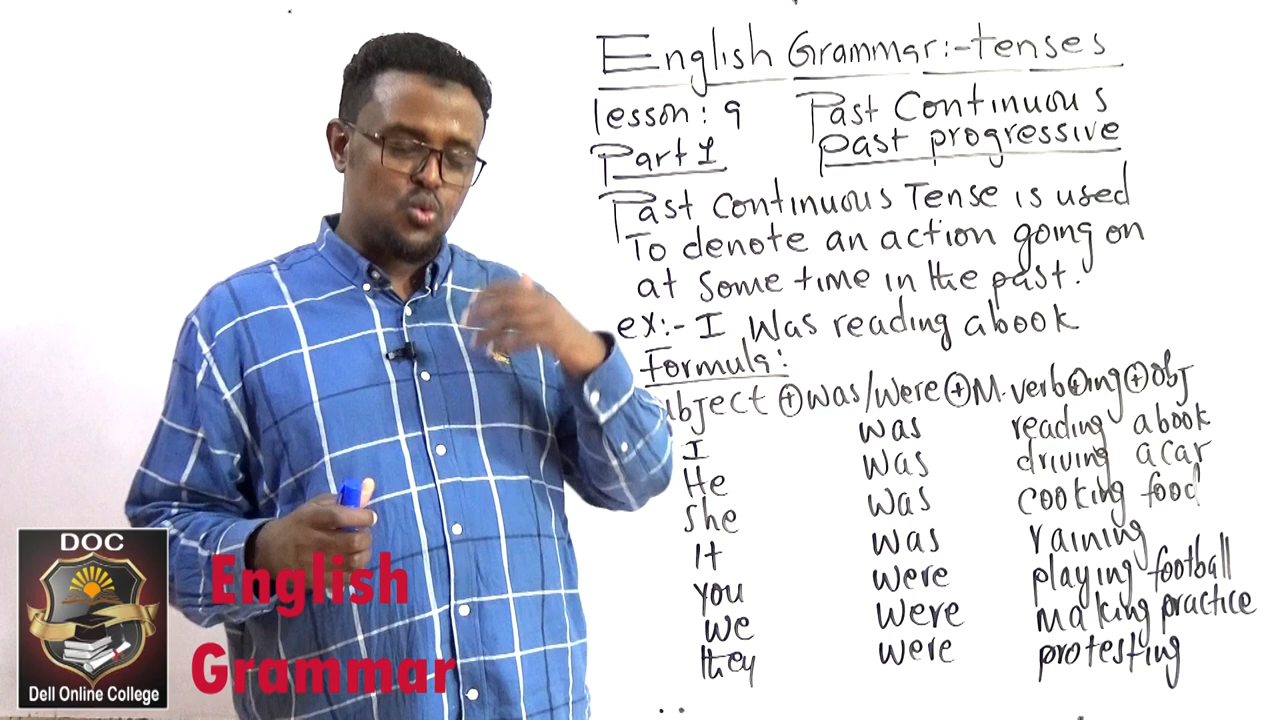 English Grammar:-tenses
lesson: 9 Past Continuous
Part 1 past progressive
Past continuous Tense is used
To denote an action going on
at some time in the past.
ex:- I was reading a book
Formula:
ubject + was/were + M.verb + ing + obj
I was reading a book
He was driving a car
She was cooking food
It was raining
you were playing football
we were making practice
they were protesting
DOC
Dell Online College
English
Grammar